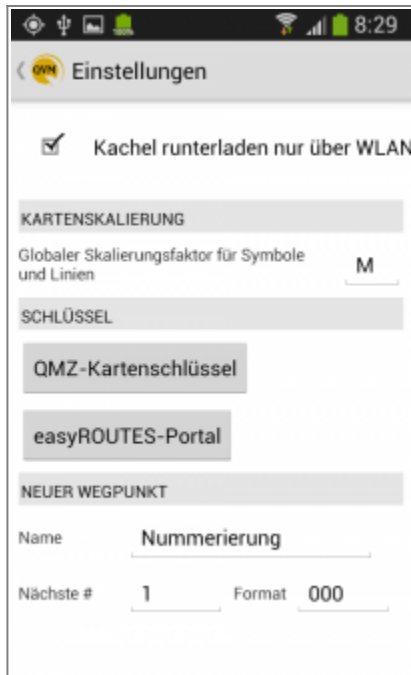 8:29
QVM Einstellungen
Kachel runterladen nur über WLAN
KARTENSKALIERUNG
Globaler Skalierungsfaktor für Symbole
und Linien
M
SCHLÜSSEL
QMZ-Kartenschlüssel
easyROUTES-Portal
NEUER WEGPUNKT
Name Nummerierung
Nächste # 1 Format 000